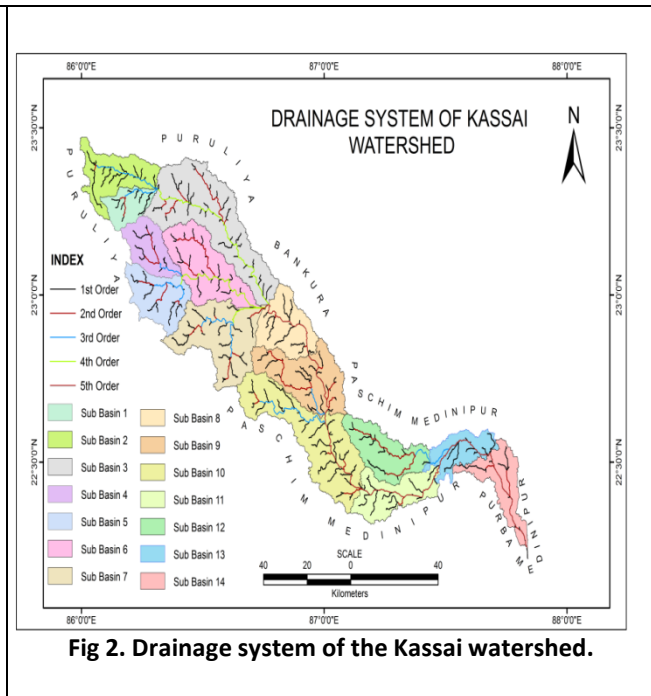 86°0'0"E 87°0'0"E 88°0'0"E
DRAINAGE SYSTEM OF KASSAI
WATERSHED
N
23°30'0"N 23°30'0"N
PURULIYA
PURULIYA
BANKURA
INDEX
1st Order
23°0'0"N 23°0'0"N
2nd Order
3rd Order
4th Order
5th Order
PASCHIM MEDINIPUR
Sub Basin 1
Sub Basin 2
Sub Basin 3
Sub Basin 4
Sub Basin 5
Sub Basin 6
Sub Basin 7
Sub Basin 8
Sub Basin 9
Sub Basin 10
Sub Basin 11
Sub Basin 12
Sub Basin 13
Sub Basin 14
PASCHIM MEDINIPUR
PURBA MEDINIPUR
22°30'0"N 22°30'0"N
SCALE
40 20 0 40
Kilometers
86°0'0"E 87°0'0"E 88°0'0"E
Fig 2. Drainage system of the Kassai watershed.